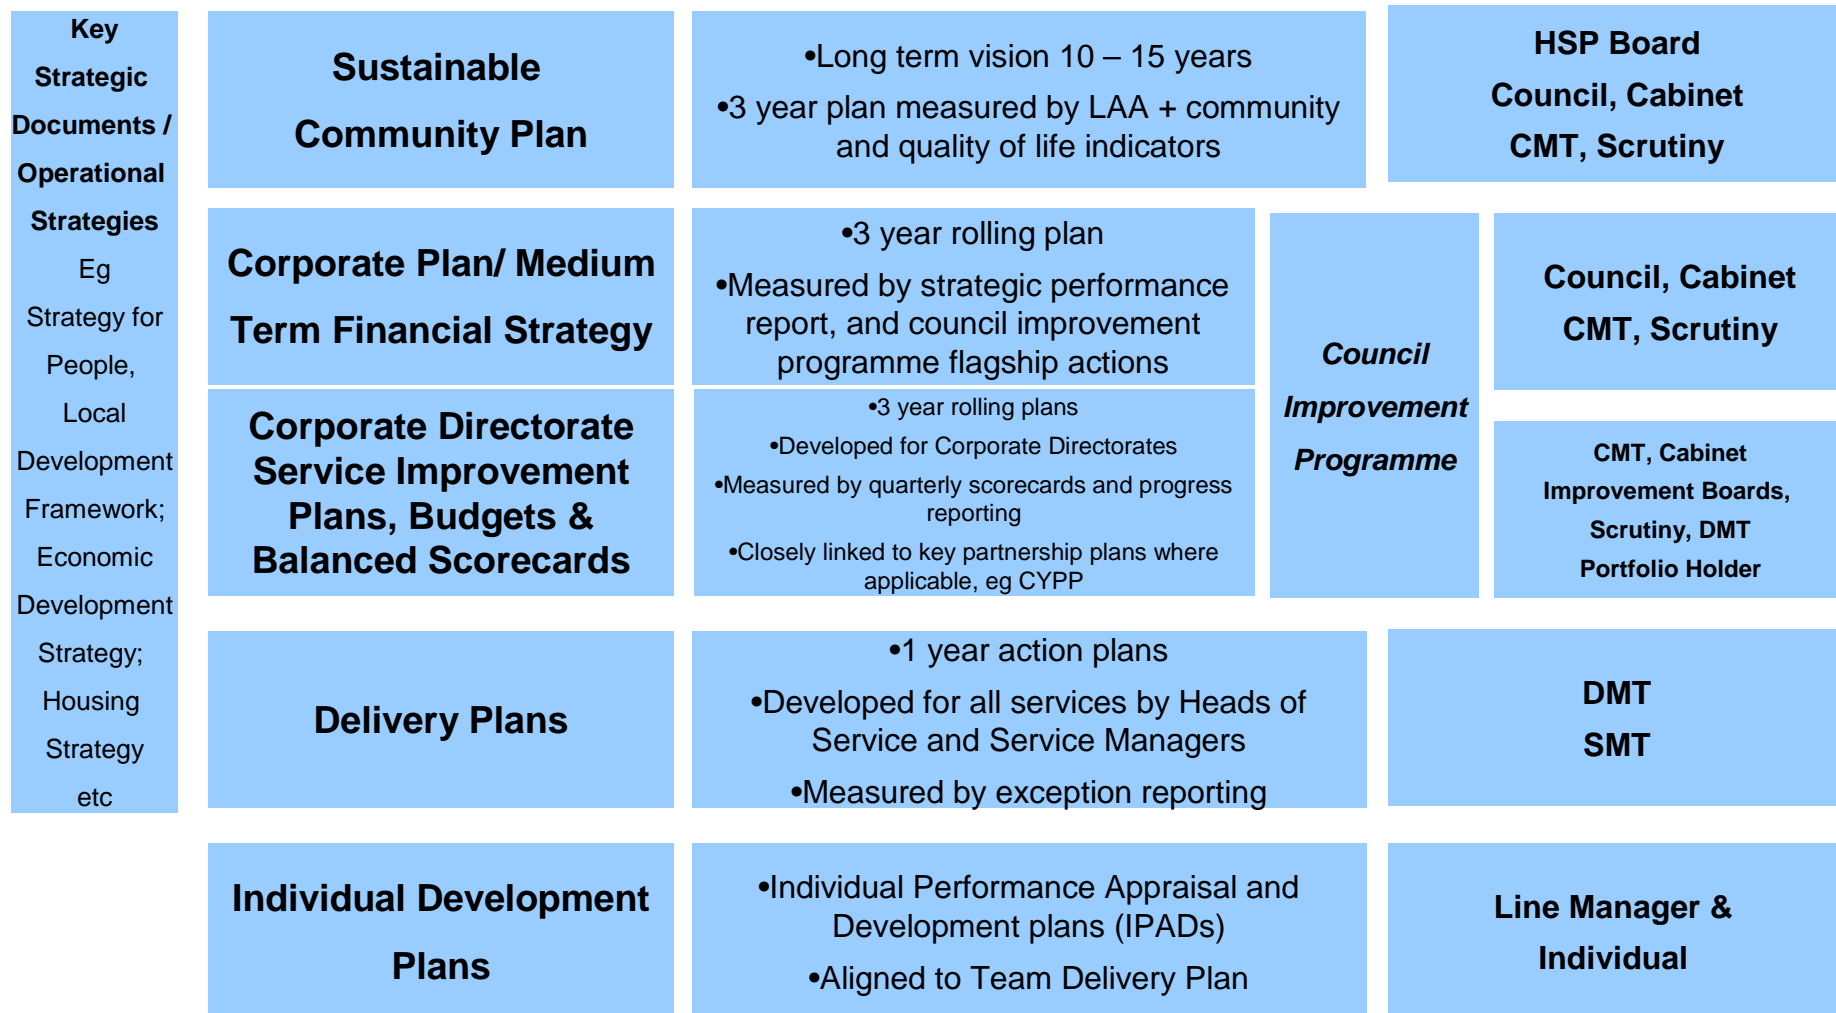 Key
Strategic
Documents /
Operational
Strategies
Eg
Strategy for
People,
Local
Development
Framework;
Economic
Development
Strategy;
Housing
Strategy
etc
Sustainable
Community Plan
•Long term vision 10 – 15 years
•3 year plan measured by LAA + community
and quality of life indicators
HSP Board
Council, Cabinet
CMT, Scrutiny
Corporate Plan/ Medium
Term Financial Strategy
•3 year rolling plan
•Measured by strategic performance
report, and council improvement
programme flagship actions
Council
Improvement
Programme
Council, Cabinet
CMT, Scrutiny
Corporate Directorate
Service Improvement
Plans, Budgets &
Balanced Scorecards
•3 year rolling plans
•Developed for Corporate Directorates
•Measured by quarterly scorecards and progress
reporting
•Closely linked to key partnership plans where
applicable, eg CYPP
CMT, Cabinet
Improvement Boards,
Scrutiny, DMT
Portfolio Holder
Delivery Plans
•1 year action plans
•Developed for all services by Heads of
Service and Service Managers
•Measured by exception reporting
DMT
SMT
Individual Development
Plans
•Individual Performance Appraisal and
Development plans (IPADs)
•Aligned to Team Delivery Plan
Line Manager &
Individual